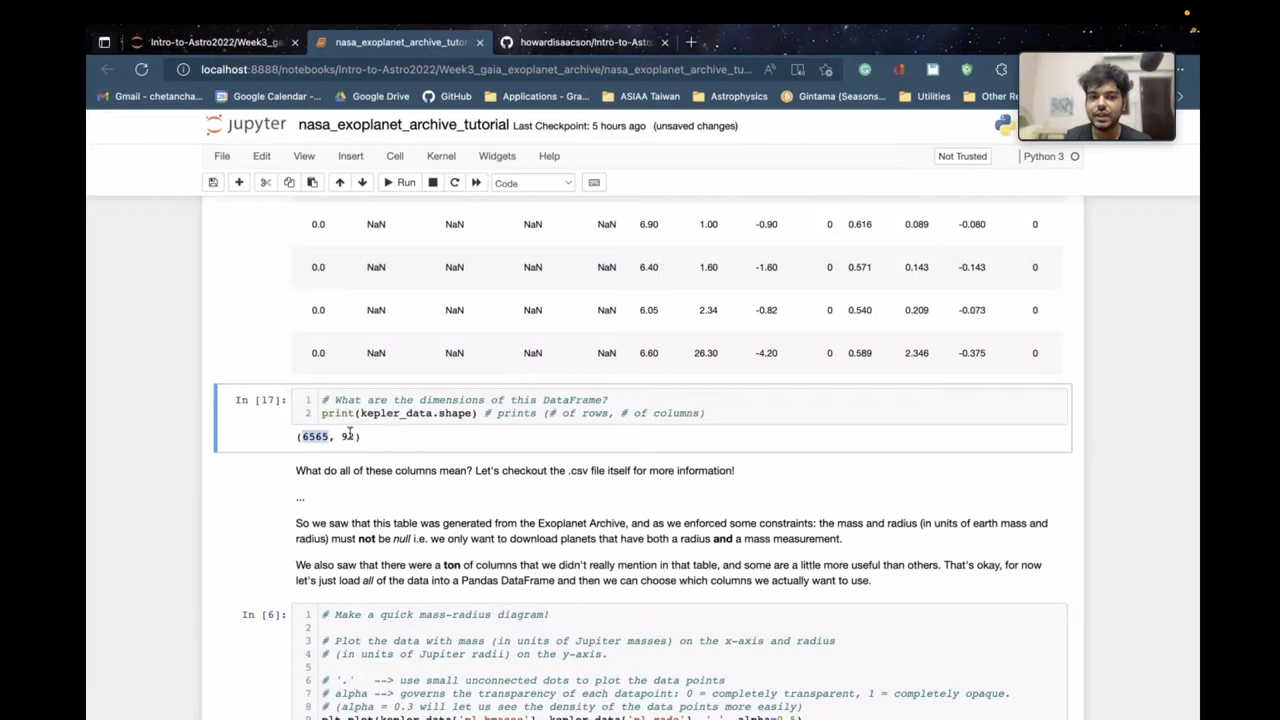 Intro-to-Astro2022/Week3_ga
nasa_exoplanet_archive_tutor
howardisaacson/Intro-to-Astr
localhost:8888/notebooks/Intro-to-Astro2022/Week3_gaia_exoplanet_archive/nasa_exoplanet_archive_tu...
Gmail - chetancha...
Google Calendar -...
Google Drive
GitHub
Applications - Gra...
ASIAA Taiwan
Astrophysics
Gintama (Seasons...
Utilities
Other Re
jupyter nasa_exoplanet_archive_tutorial Last Checkpoint: 5 hours ago (unsaved changes)
File Edit View Insert Cell Kernel Widgets Help Not Trusted Python 3
Run Code
0.0 NaN NaN NaN NaN 6.90 1.00 -0.90 0 0.616 0.089 -0.080 0
0.0 NaN NaN NaN NaN 6.40 1.60 -1.60 0 0.571 0.143 -0.143 0
0.0 NaN NaN NaN NaN 6.05 2.34 -0.82 0 0.540 0.209 -0.073 0
0.0 NaN NaN NaN NaN 6.60 26.30 -4.20 0 0.589 2.346 -0.375 0
In [17]: 1 # What are the dimensions of this DataFrame?
2 print(kepler_data.shape) # prints (# of rows, # of columns)
(6565, 92)
What do all of these columns mean? Let's checkout the .csv file itself for more information!
...
So we saw that this table was generated from the Exoplanet Archive, and as we enforced some constraints: the mass and radius (in units of earth mass and
radius) must not be null i.e. we only want to download planets that have both a radius and a mass measurement.
We also saw that there were a ton of columns that we didn't really mention in that table, and some are a little more useful than others. That's okay, for now
let's just load all of the data into a Pandas DataFrame and then we can choose which columns we actually want to use.
In [6]: 1 # Make a quick mass-radius diagram!
2
3 # Plot the data with mass (in units of Jupiter masses) on the x-axis and radius
4 # (in units of Jupiter radii) on the y-axis.
5
6 # '.' --> use small unconnected dots to plot the data points
7 # alpha --> governs the transparency of each datapoint: 0 = completely transparent, 1 = completely opaque.
8 # (alpha = 0.3 will let us see the density of the data points more easily)